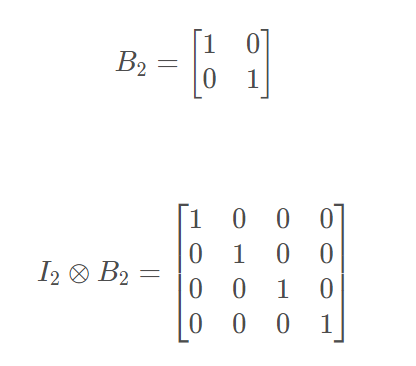 B₂ = [1 0
0 1]
I₂ ⊗ B₂ = [1 0 0 0
0 1 0 0
0 0 1 0
0 0 0 1]